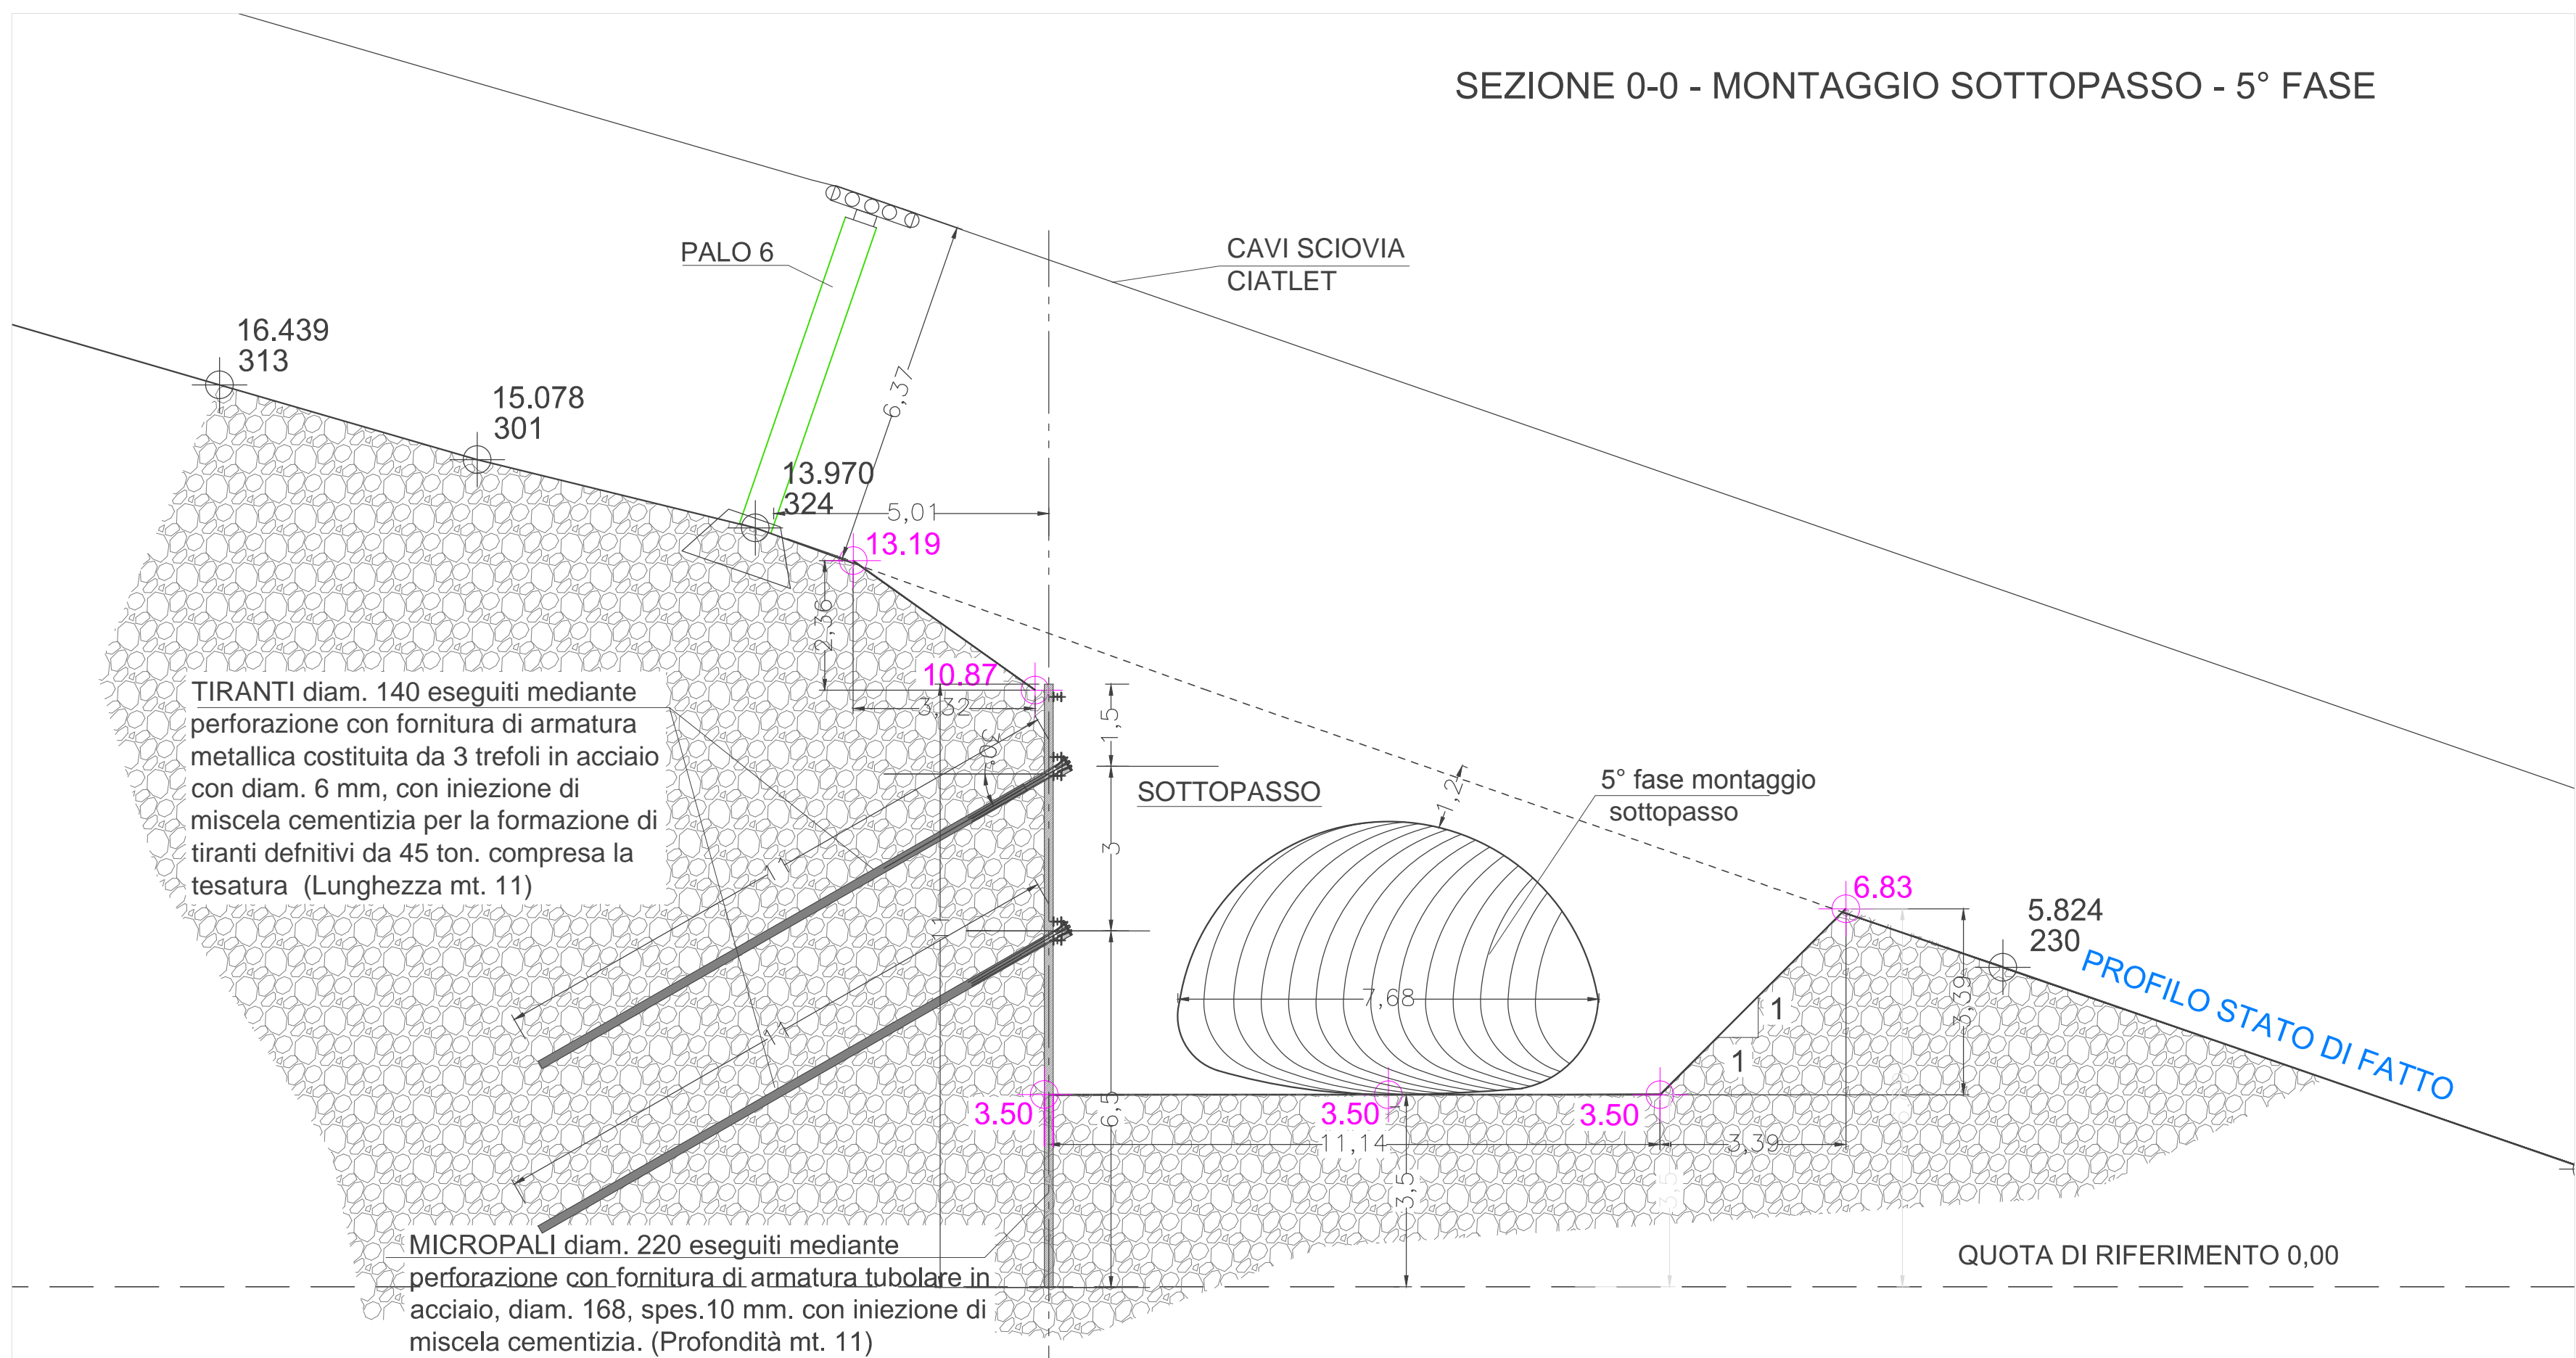 SEZIONE 0-0 - MONTAGGIO SOTTOPASSO - 5° FASE
PALO 6
CAVI SCIOVIA
CIATLET
16.439
313
15.078
301
6,37
13.970
324
5,01
13.19
2,36
10.87
3,32
1,5
30°
TIRANTI diam. 140 eseguiti mediante
perforazione con fornitura di armatura
metallica costituita da 3 trefoli in acciaio
con diam. 6 mm, con iniezione di
miscela cementizia per la formazione di
tiranti defnitivi da 45 ton. compresa la
tesatura (Lunghezza mt. 11)
SOTTOPASSO
5° fase montaggio
sottopasso
1,2
3
11
11
11
6.83
5.824
230
PROFILO STATO DI FATTO
7,68
3,39
1
1
3.50
6,5
3.50
3.50
11,14
3,39
3,5
3,5
MICROPALI diam. 220 eseguiti mediante
perforazione con fornitura di armatura tubolare in
acciaio, diam. 168, spes.10 mm. con iniezione di
miscela cementizia. (Profondità mt. 11)
QUOTA DI RIFERIMENTO 0,00